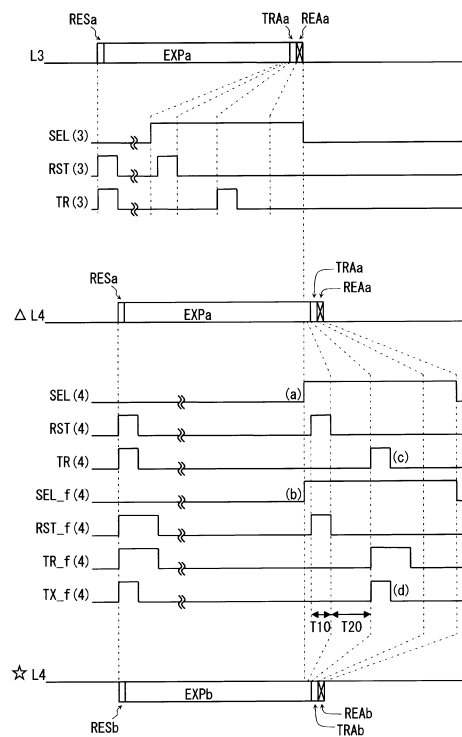 RESa TRAa REAa
L3 EXPa
SEL(3)
RST(3)
TR(3)
RESa TRAa
REAa
△ L4 EXPa
SEL(4) (a)
RST(4)
TR(4) (c)
SEL_f(4) (b)
RST_f(4)
TR_f(4)
TX_f(4) (d)
T10 T20
☆ L4 EXPb
RESb REAb
TRAb